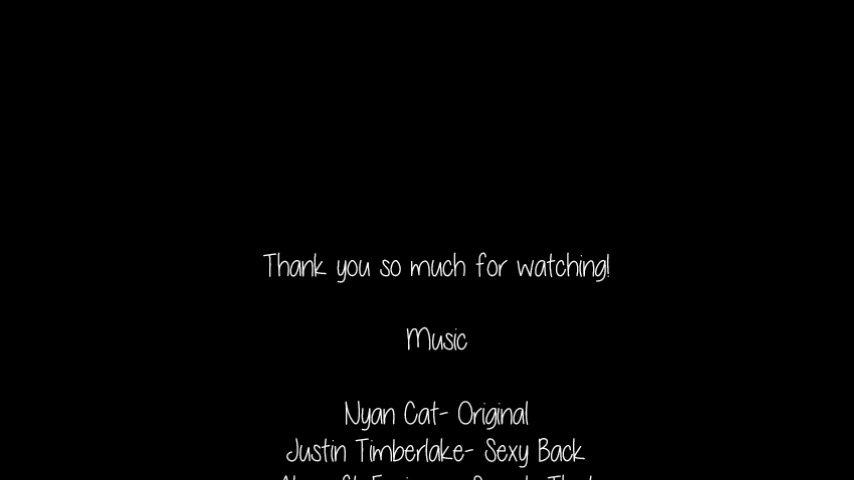 Thank you so much for watching!
Music
Nyan Cat- Original
Justin Timberlake- Sexy Back